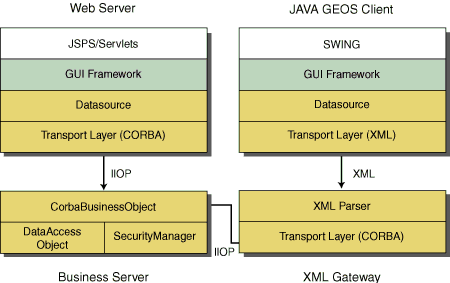 Web Server
JAVA GEOS Client
JSPS/Servlets
SWING
GUI Framework
GUI Framework
Datasource
Datasource
Transport Layer (CORBA)
Transport Layer (XML)
IIOP
XML
CorbaBusinessObject
XML Parser
DataAccess
Object
SecurityManager
Transport Layer (CORBA)
IIOP
Business Server
XML Gateway